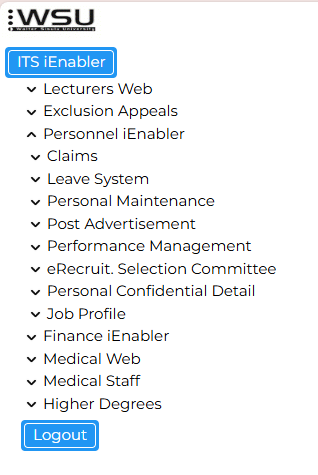 WSU
Walter Sisulu University
ITS iEnabler
Lecturers Web
Exclusion Appeals
Personnel iEnabler
Claims
Leave System
Personal Maintenance
Post Advertisement
Performance Management
eRecruit. Selection Committee
Personal Confidential Detail
Job Profile
Finance iEnabler
Medical Web
Medical Staff
Higher Degrees
Logout